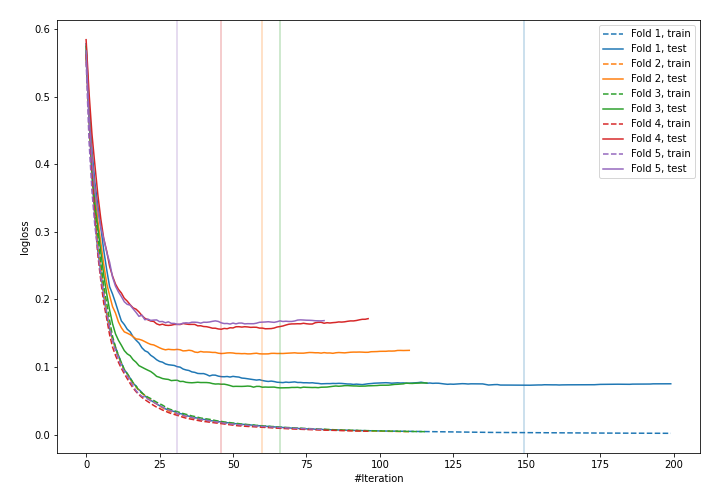 0.6
0.5
0.4
0.3
0.2
0.1
0.0
logloss
0 25 50 75 100 125 150 175 200
#Iteration
Fold 1, train
Fold 1, test
Fold 2, train
Fold 2, test
Fold 3, train
Fold 3, test
Fold 4, train
Fold 4, test
Fold 5, train
Fold 5, test